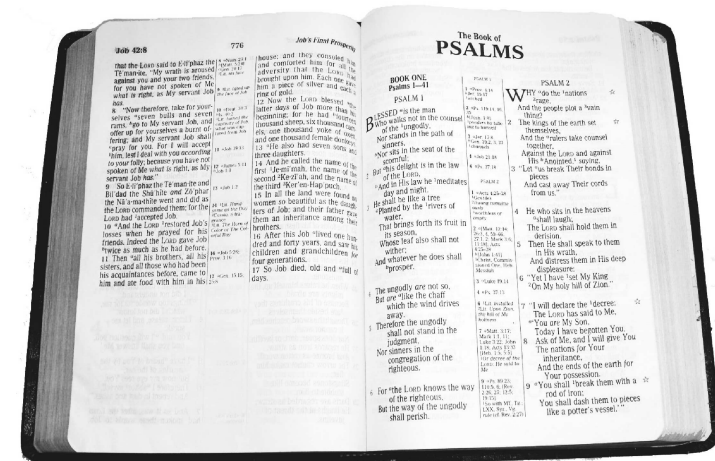 Job 42:8
776
Job's Final Prosperity
that the LORD said to Eliphaz the
Te´man·ite, "My wrath is aroused
against you and your two friends,
for you have not spoken of Me
what is right, as My servant Job
has.
8 "Now therefore, take for your-
selves seven bulls and seven
rams, go to My servant Job, and
offer up for yourselves a burnt of-
fering; and My servant Job shall
pray for you. For I will accept
him, lest I deal with you according
to your folly; because you have not
spoken of Me what is right, as My
servant Job has."
9 So El´i·phaz the Te´man·ite and
Bil´dad the Shu´hite and Zo´phar
the Na´a·ma·thite went and did as
the LORD commanded them; for the
LORD had accepted Job.
10 And the LORD restored Job's
losses when he prayed for his
friends. Indeed the LORD gave Job
twice as much as he had before.
11 Then all his brothers, all his
sisters, and all those who had been
his acquaintances before, came to
him and ate food with him in his
house; and they consoled him
and comforted him for all the
adversity that the LORD had
brought upon him. Each one gave
him a piece of silver and each a
ring of gold.
12 Now the LORD blessed the
latter days of Job more than his
beginning; for he had fourteen
thousand sheep, six thousand cam-
els, one thousand yoke of oxen,
and one thousand female donkeys.
13 He also had seven sons and
three daughters.
14 And he called the name of the
first Je·mi´mah, the name of the
second Ke·zi´ah, and the name of
the third Ker´en-Hap´puch.
15 In all the land were found no
women so beautiful as the daugh-
ters of Job; and their father gave
them an inheritance among their
brothers.
16 After this Job lived one hun-
dred and forty years, and saw his
children and grandchildren for
four generations.
17 So Job died, old and full of
days.
The Book of
PSALMS
BOOK ONE
Psalms 1—41
PSALM 1
BLESSED is the man
Who walks not in the counsel
of the ungodly,
Nor stands in the path of
sinners,
Nor sits in the seat of the
scornful;
2 But his delight is in the law
of the LORD,
And in His law he meditates
day and night.
3 He shall be like a tree
Planted by the rivers of
water,
That brings forth its fruit in
its season,
Whose leaf also shall not
wither;
And whatever he does shall
prosper.
4 The ungodly are not so,
But are like the chaff
which the wind drives
away.
5 Therefore the ungodly
shall not stand in the
judgment,
Nor sinners in the
congregation of the
righteous.
6 For the LORD knows the way
of the righteous,
But the way of the ungodly
shall perish.
PSALM 1
PSALM 2
PSALM 2
WHY do the nations
rage,
And the people plot a vain
thing?
2 The kings of the earth set
themselves,
And the rulers take counsel
together,
Against the LORD and against
His Anointed, saying,
3 "Let us break Their bonds in
pieces
And cast away Their cords
from us."
4 He who sits in the heavens
shall laugh,
The LORD shall hold them in
derision.
5 Then He shall speak to them
in His wrath,
And distress them in His deep
displeasure:
6 "Yet I have set My King
On My holy hill of Zion."
7 "I will declare the decree:
The LORD has said to Me,
You are My Son,
Today I have begotten You.
8 Ask of Me, and I will give You
The nations for Your
inheritance,
And the ends of the earth for
Your possession.
9 You shall break them with a
rod of iron;
You shall dash them to pieces
like a potter's vessel.' "